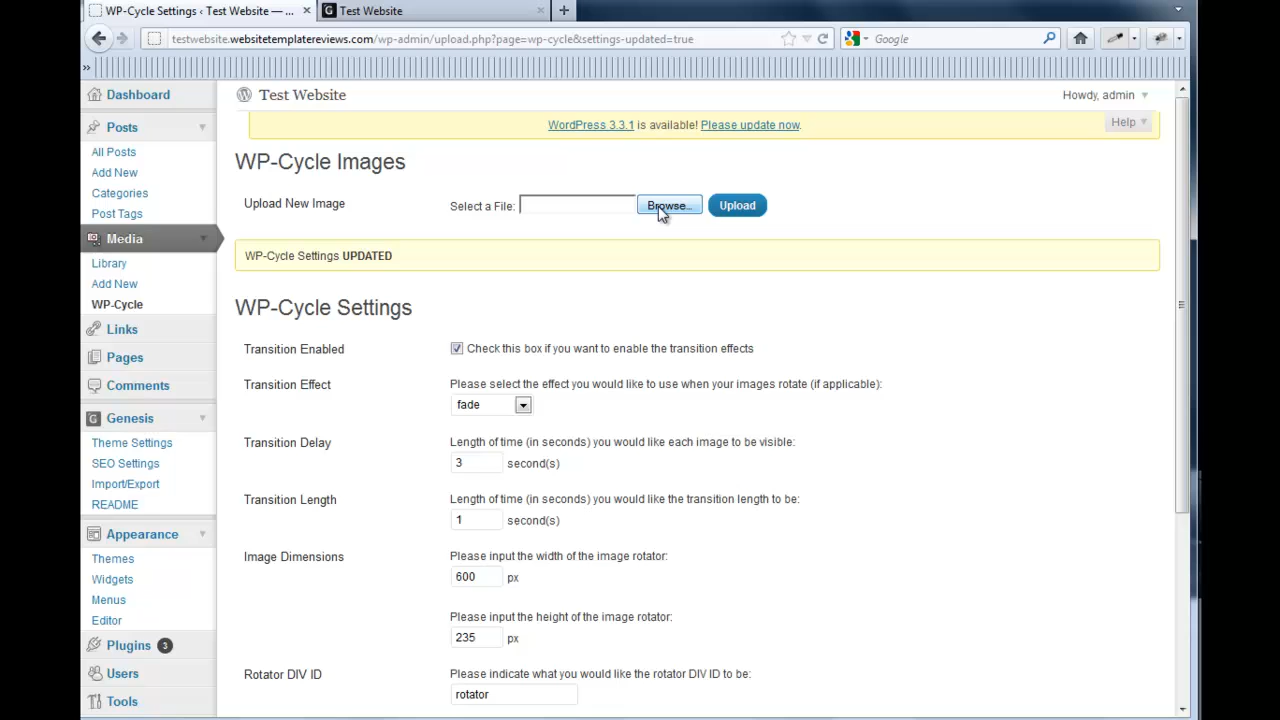 WP-Cycle Settings ‹ Test Website — ... ×
G Test Website ×
+
testwebsite.websitetemplatereviews.com/wp-admin/upload.php?page=wp-cycle&settings-updated=true
Google
»
Dashboard
Test Website
Howdy, admin
WordPress 3.3.1 is available! Please update now.
Help
Posts
All Posts
Add New
Categories
Post Tags
Media
Library
Add New
WP-Cycle
Links
Pages
Comments
G Genesis
Theme Settings
SEO Settings
Import/Export
README
Appearance
Themes
Widgets
Menus
Editor
Plugins 3
Users
Tools
WP-Cycle Images
Upload New Image Select a File: Browse... Upload
WP-Cycle Settings UPDATED
WP-Cycle Settings
Transition Enabled Check this box if you want to enable the transition effects
Transition Effect Please select the effect you would like to use when your images rotate (if applicable):
fade
Transition Delay Length of time (in seconds) you would like each image to be visible:
3 second(s)
Transition Length Length of time (in seconds) you would like the transition length to be:
1 second(s)
Image Dimensions Please input the width of the image rotator:
600 px
Please input the height of the image rotator:
235 px
Rotator DIV ID Please indicate what you would like the rotator DIV ID to be:
rotator